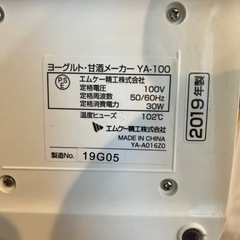 ヨーグルト・甘酒メーカー YA-100
PSE
エムケー精工株式会社
定格電圧 100V
定格周波数 50/60Hz
定格消費電力 30W
温度ヒューズ 102℃
エムケー精工株式会社
MADE IN CHINA
YA-A016Z0
製造No. 19G05
2019年製